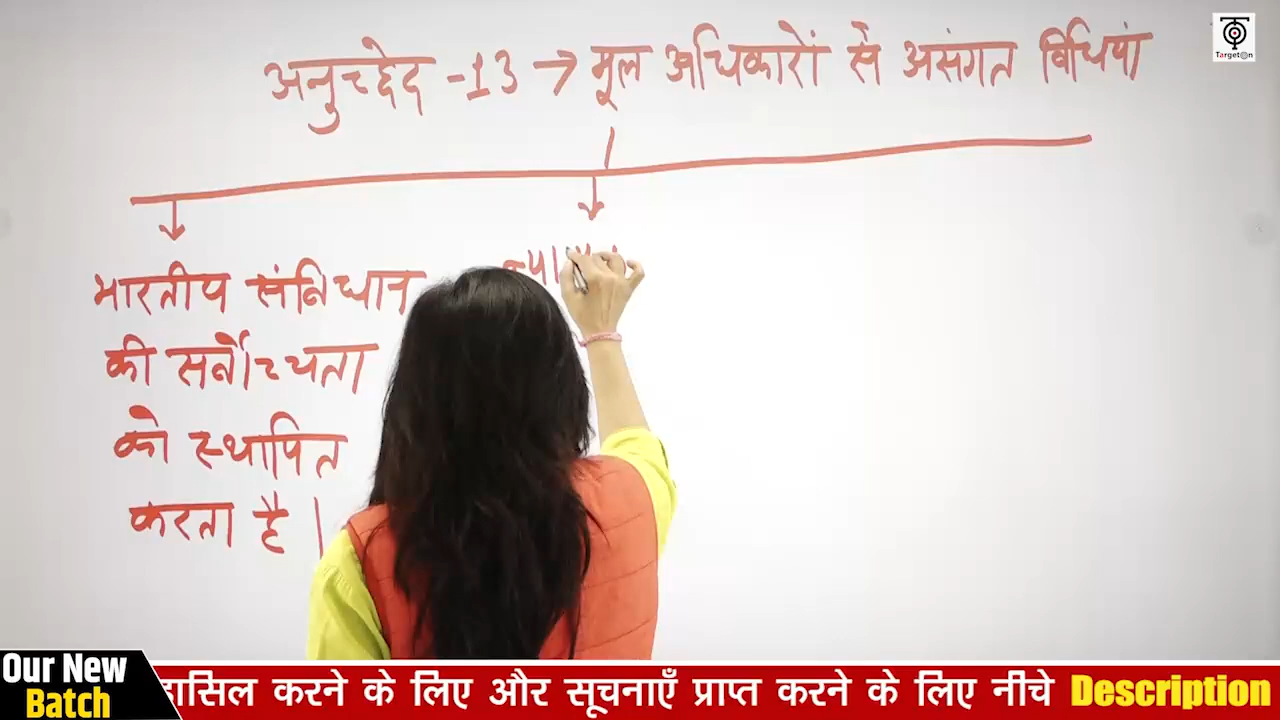 अनुच्छेद -13 → मूल अधिकारों से असंगत विधियां
Target@n
भारतीय संविधान
की सर्वोच्चता
को स्थापित
करता है |
Our New
Batch
हासिल करने के लिए और सूचनाएँ प्राप्त करने के लिए नीचे Description